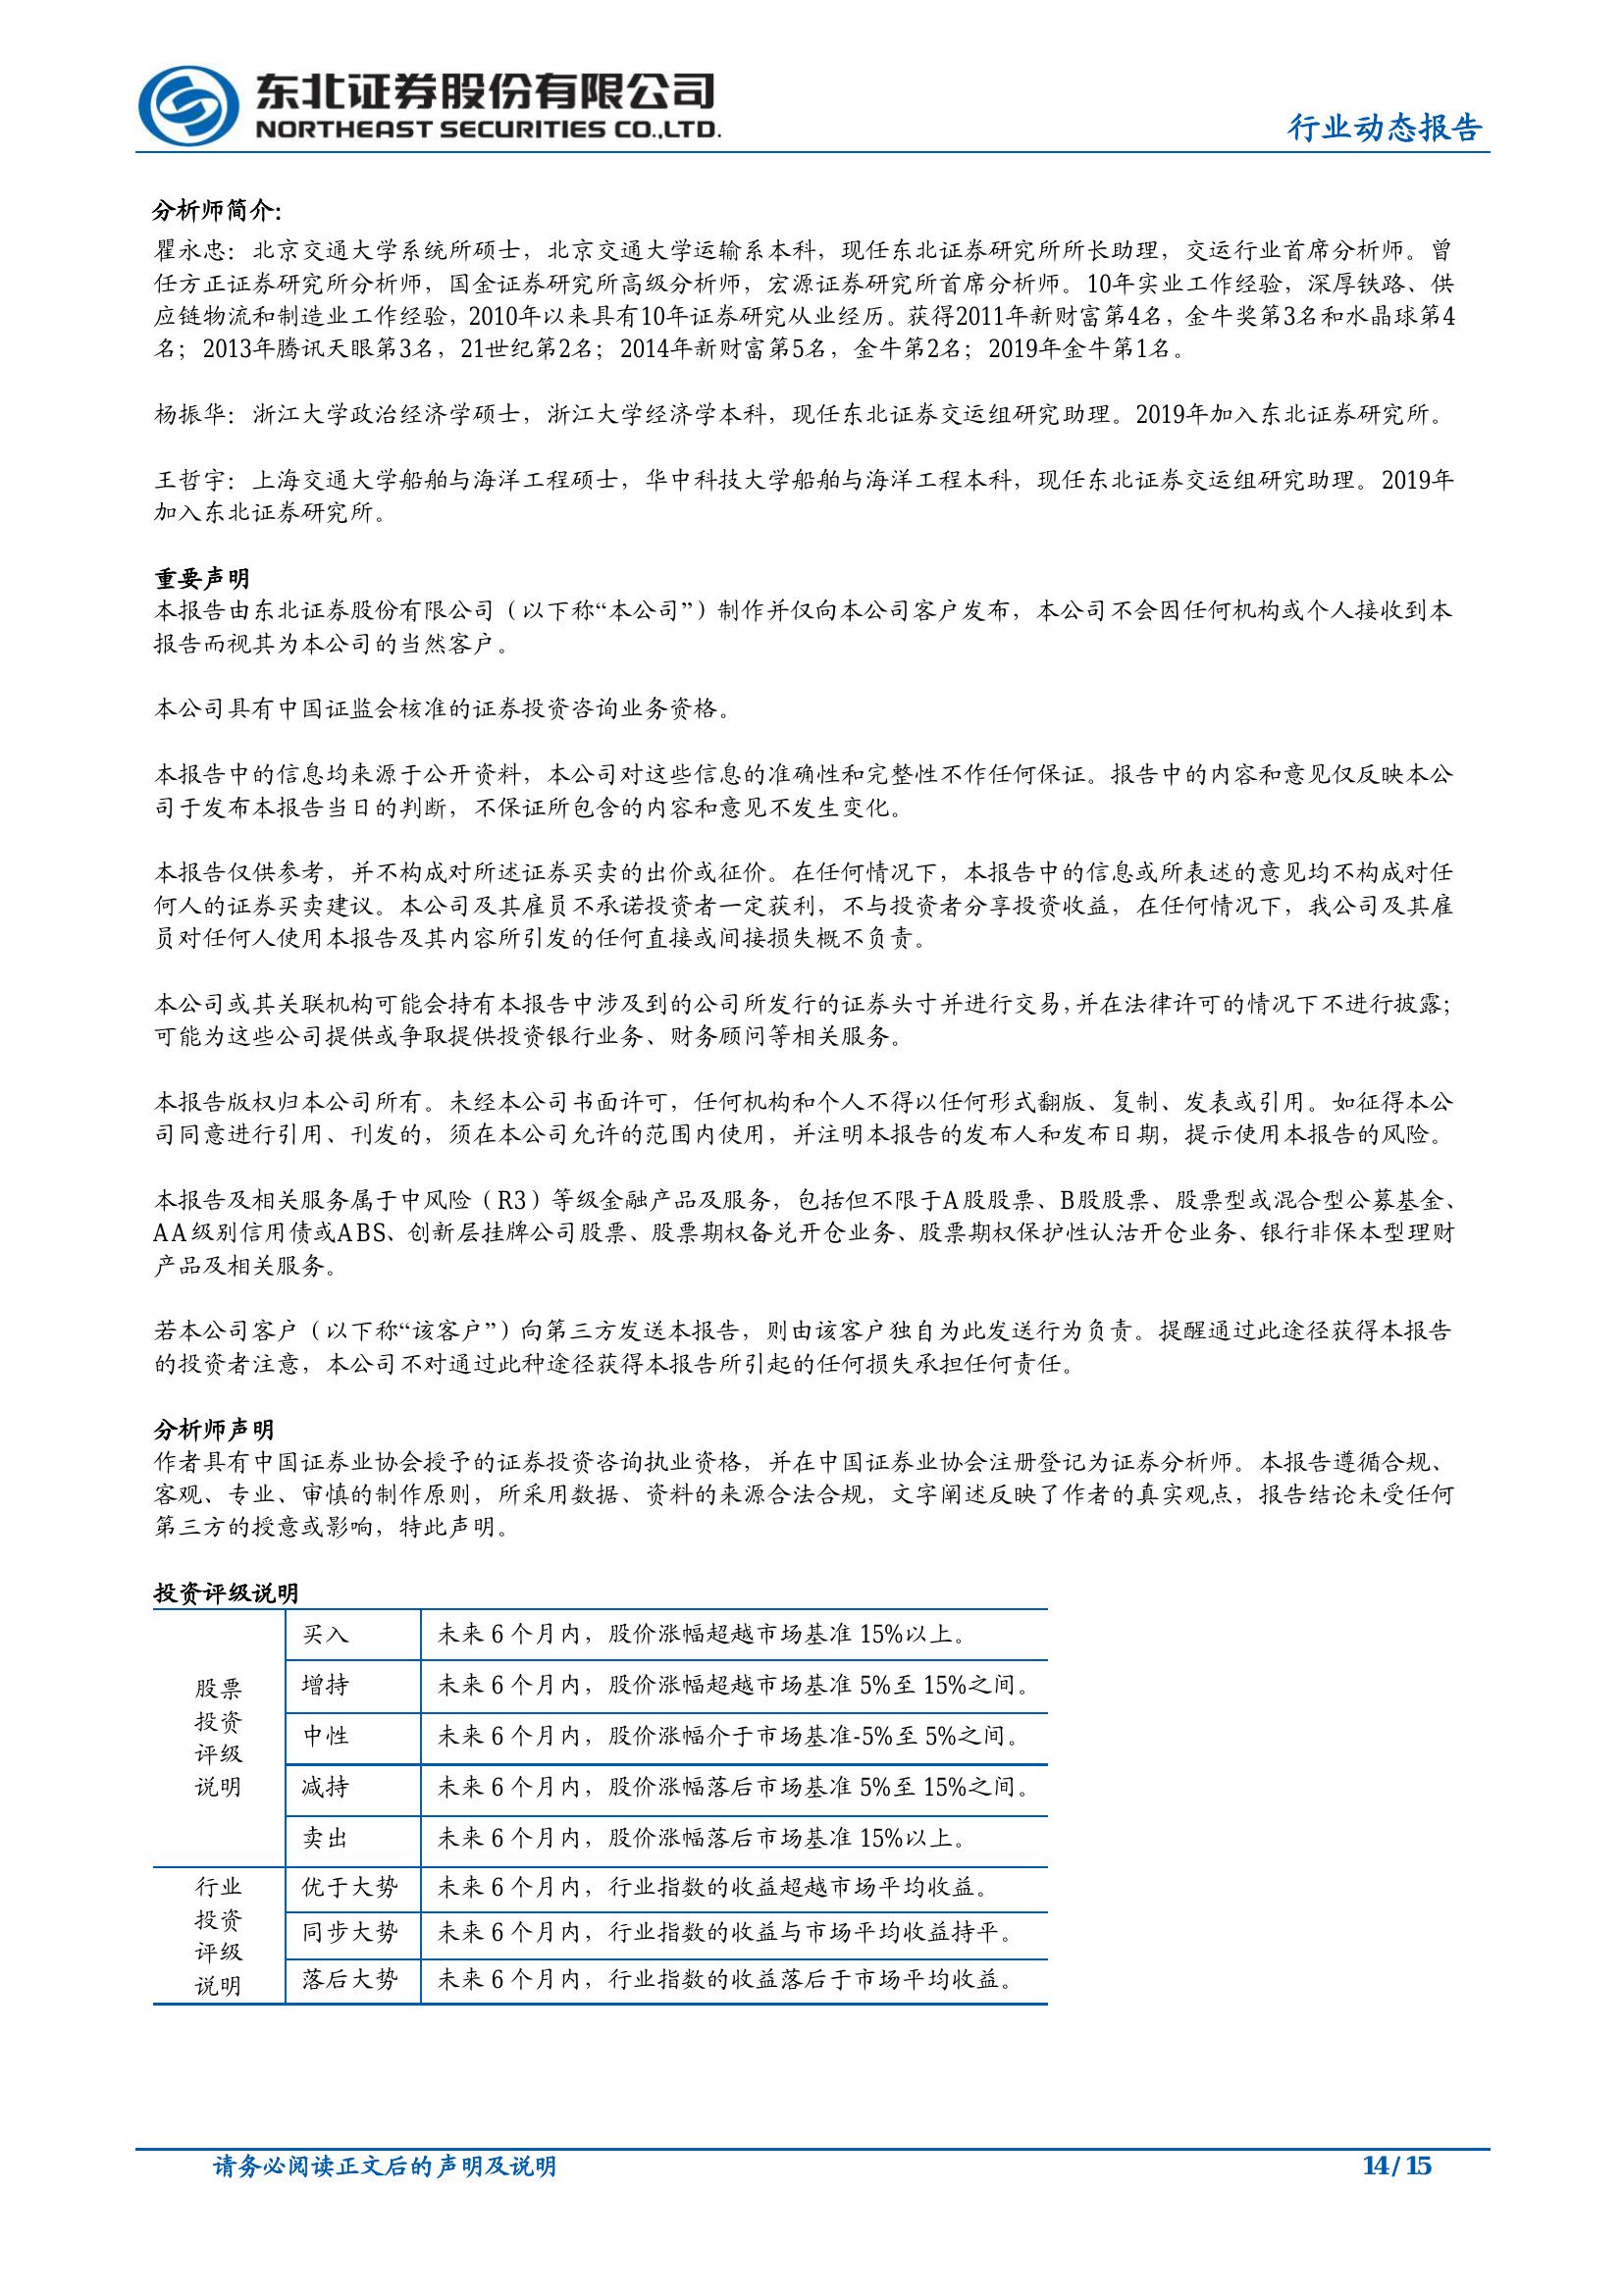 东北证券股份有限公司
NORTHEAST SECURITIES CO.,LTD.
行业动态报告
分析师简介:
瞿永忠：北京交通大学系统所硕士，北京交通大学运输系本科，现任东北证券研究所所长助理，交运行业首席分析师。曾
任方正证券研究所分析师，国金证券研究所高级分析师，宏源证券研究所首席分析师。10年实业工作经验，深厚铁路、供
应链物流和制造业工作经验，2010年以来具有10年证券研究从业经历。获得2011年新财富第4名，金牛奖第3名和水晶球第4
名；2013年腾讯天眼第3名，21世纪第2名；2014年新财富第5名，金牛第2名；2019年金牛第1名。
杨振华：浙江大学政治经济学硕士，浙江大学经济学本科，现任东北证券交运组研究助理。2019年加入东北证券研究所。
王哲宇：上海交通大学船舶与海洋工程硕士，华中科技大学船舶与海洋工程本科，现任东北证券交运组研究助理。2019年
加入东北证券研究所。
重要声明
本报告由东北证券股份有限公司（以下称“本公司”）制作并仅向本公司客户发布，本公司不会因任何机构或个人接收到本
报告而视其为本公司的当然客户。
本公司具有中国证监会核准的证券投资咨询业务资格。
本报告中的信息均来源于公开资料，本公司对这些信息的准确性和完整性不作任何保证。报告中的内容和意见仅反映本公
司于发布本报告当日的判断，不保证所包含的内容和意见不发生变化。
本报告仅供参考，并不构成对所述证券买卖的出价或征价。在任何情况下，本报告中的信息或所表述的意见均不构成对任
何人的证券买卖建议。本公司及其雇员不承诺投资者一定获利，不与投资者分享投资收益，在任何情况下，我公司及其雇
员对任何人使用本报告及其内容所引发的任何直接或间接损失概不负责。
本公司或其关联机构可能会持有本报告中涉及到的公司所发行的证券头寸并进行交易，并在法律许可的情况下不进行披露；
可能为这些公司提供或争取提供投资银行业务、财务顾问等相关服务。
本报告版权归本公司所有。未经本公司书面许可，任何机构和个人不得以任何形式翻版、复制、发表或引用。如征得本公
司同意进行引用、刊发的，须在本公司允许的范围内使用，并注明本报告的发布人和发布日期，提示使用本报告的风险。
本报告及相关服务属于中风险（R3）等级金融产品及服务，包括但不限于A股股票、B股股票、股票型或混合型公募基金、
AA级别信用债或ABS、创新层挂牌公司股票、股票期权备兑开仓业务、股票期权保护性认沽开仓业务、银行非保本型理财
产品及相关服务。
若本公司客户（以下称“该客户”）向第三方发送本报告，则由该客户独自为此发送行为负责。提醒通过此途径获得本报告
的投资者注意，本公司不对通过此种途径获得本报告所引起的任何损失承担任何责任。
分析师声明
作者具有中国证券业协会授予的证券投资咨询执业资格，并在中国证券业协会注册登记为证券分析师。本报告遵循合规、
客观、专业、审慎的制作原则，所采用数据、资料的来源合法合规，文字阐述反映了作者的真实观点，报告结论未受任何
第三方的授意或影响，特此声明。
投资评级说明
股票
投资
评级
说明
买入 未来 6 个月内，股价涨幅超越市场基准 15%以上。
增持 未来 6 个月内，股价涨幅超越市场基准 5%至 15%之间。
中性 未来 6 个月内，股价涨幅介于市场基准-5%至 5%之间。
减持 未来 6 个月内，股价涨幅落后市场基准 5%至 15%之间。
卖出 未来 6 个月内，股价涨幅落后市场基准 15%以上。
行业
投资
评级
说明
优于大势 未来 6 个月内，行业指数的收益超越市场平均收益。
同步大势 未来 6 个月内，行业指数的收益与市场平均收益持平。
落后大势 未来 6 个月内，行业指数的收益落后于市场平均收益。
请务必阅读正文后的声明及说明 14 / 15